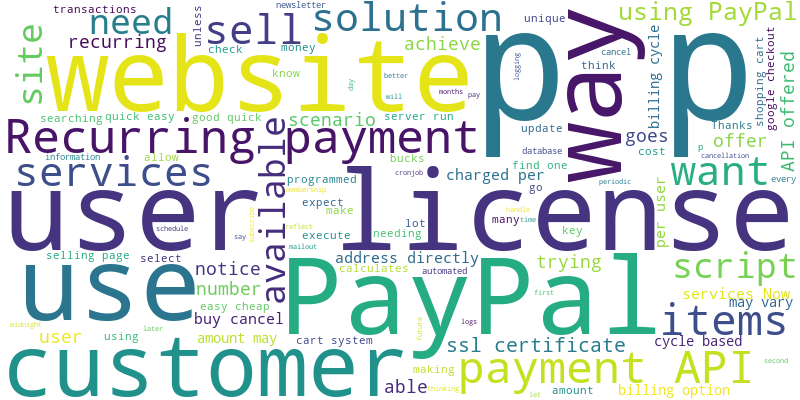 transactions
newsletter
need
unless
sell
solution
unique
using PayPal
recurring
check
money
achieve
p
way
p
think
cancel
billing cycle
shopping cart
google checkout
site
website
know
day
better
will
logging
API offered
searching
quick easy
good quick
scenario
server run
months
pay
update
Thanks
offer
Recurring payment
goes
cost
database
p
cancellation
information
allow
bucks
find one
services
available
programmed
cronjob
charged per
want
every
membership
expect
make
go
periodic
user license
per user
subscribe
lot
many
time
handle
key
schedule
say
reflect
execute
needing
mailout
selling page
select
address directly
trying
script
use
notice
calculates
automated
PayPal
number
services Now
easy cheap
first
items
may vary
midnight
later
buy cancel
logs
user
using
amount may
cart system
future
ssl certificate
cycle based
customer
making
second
able
thinking
payment API
amount
let
billing option